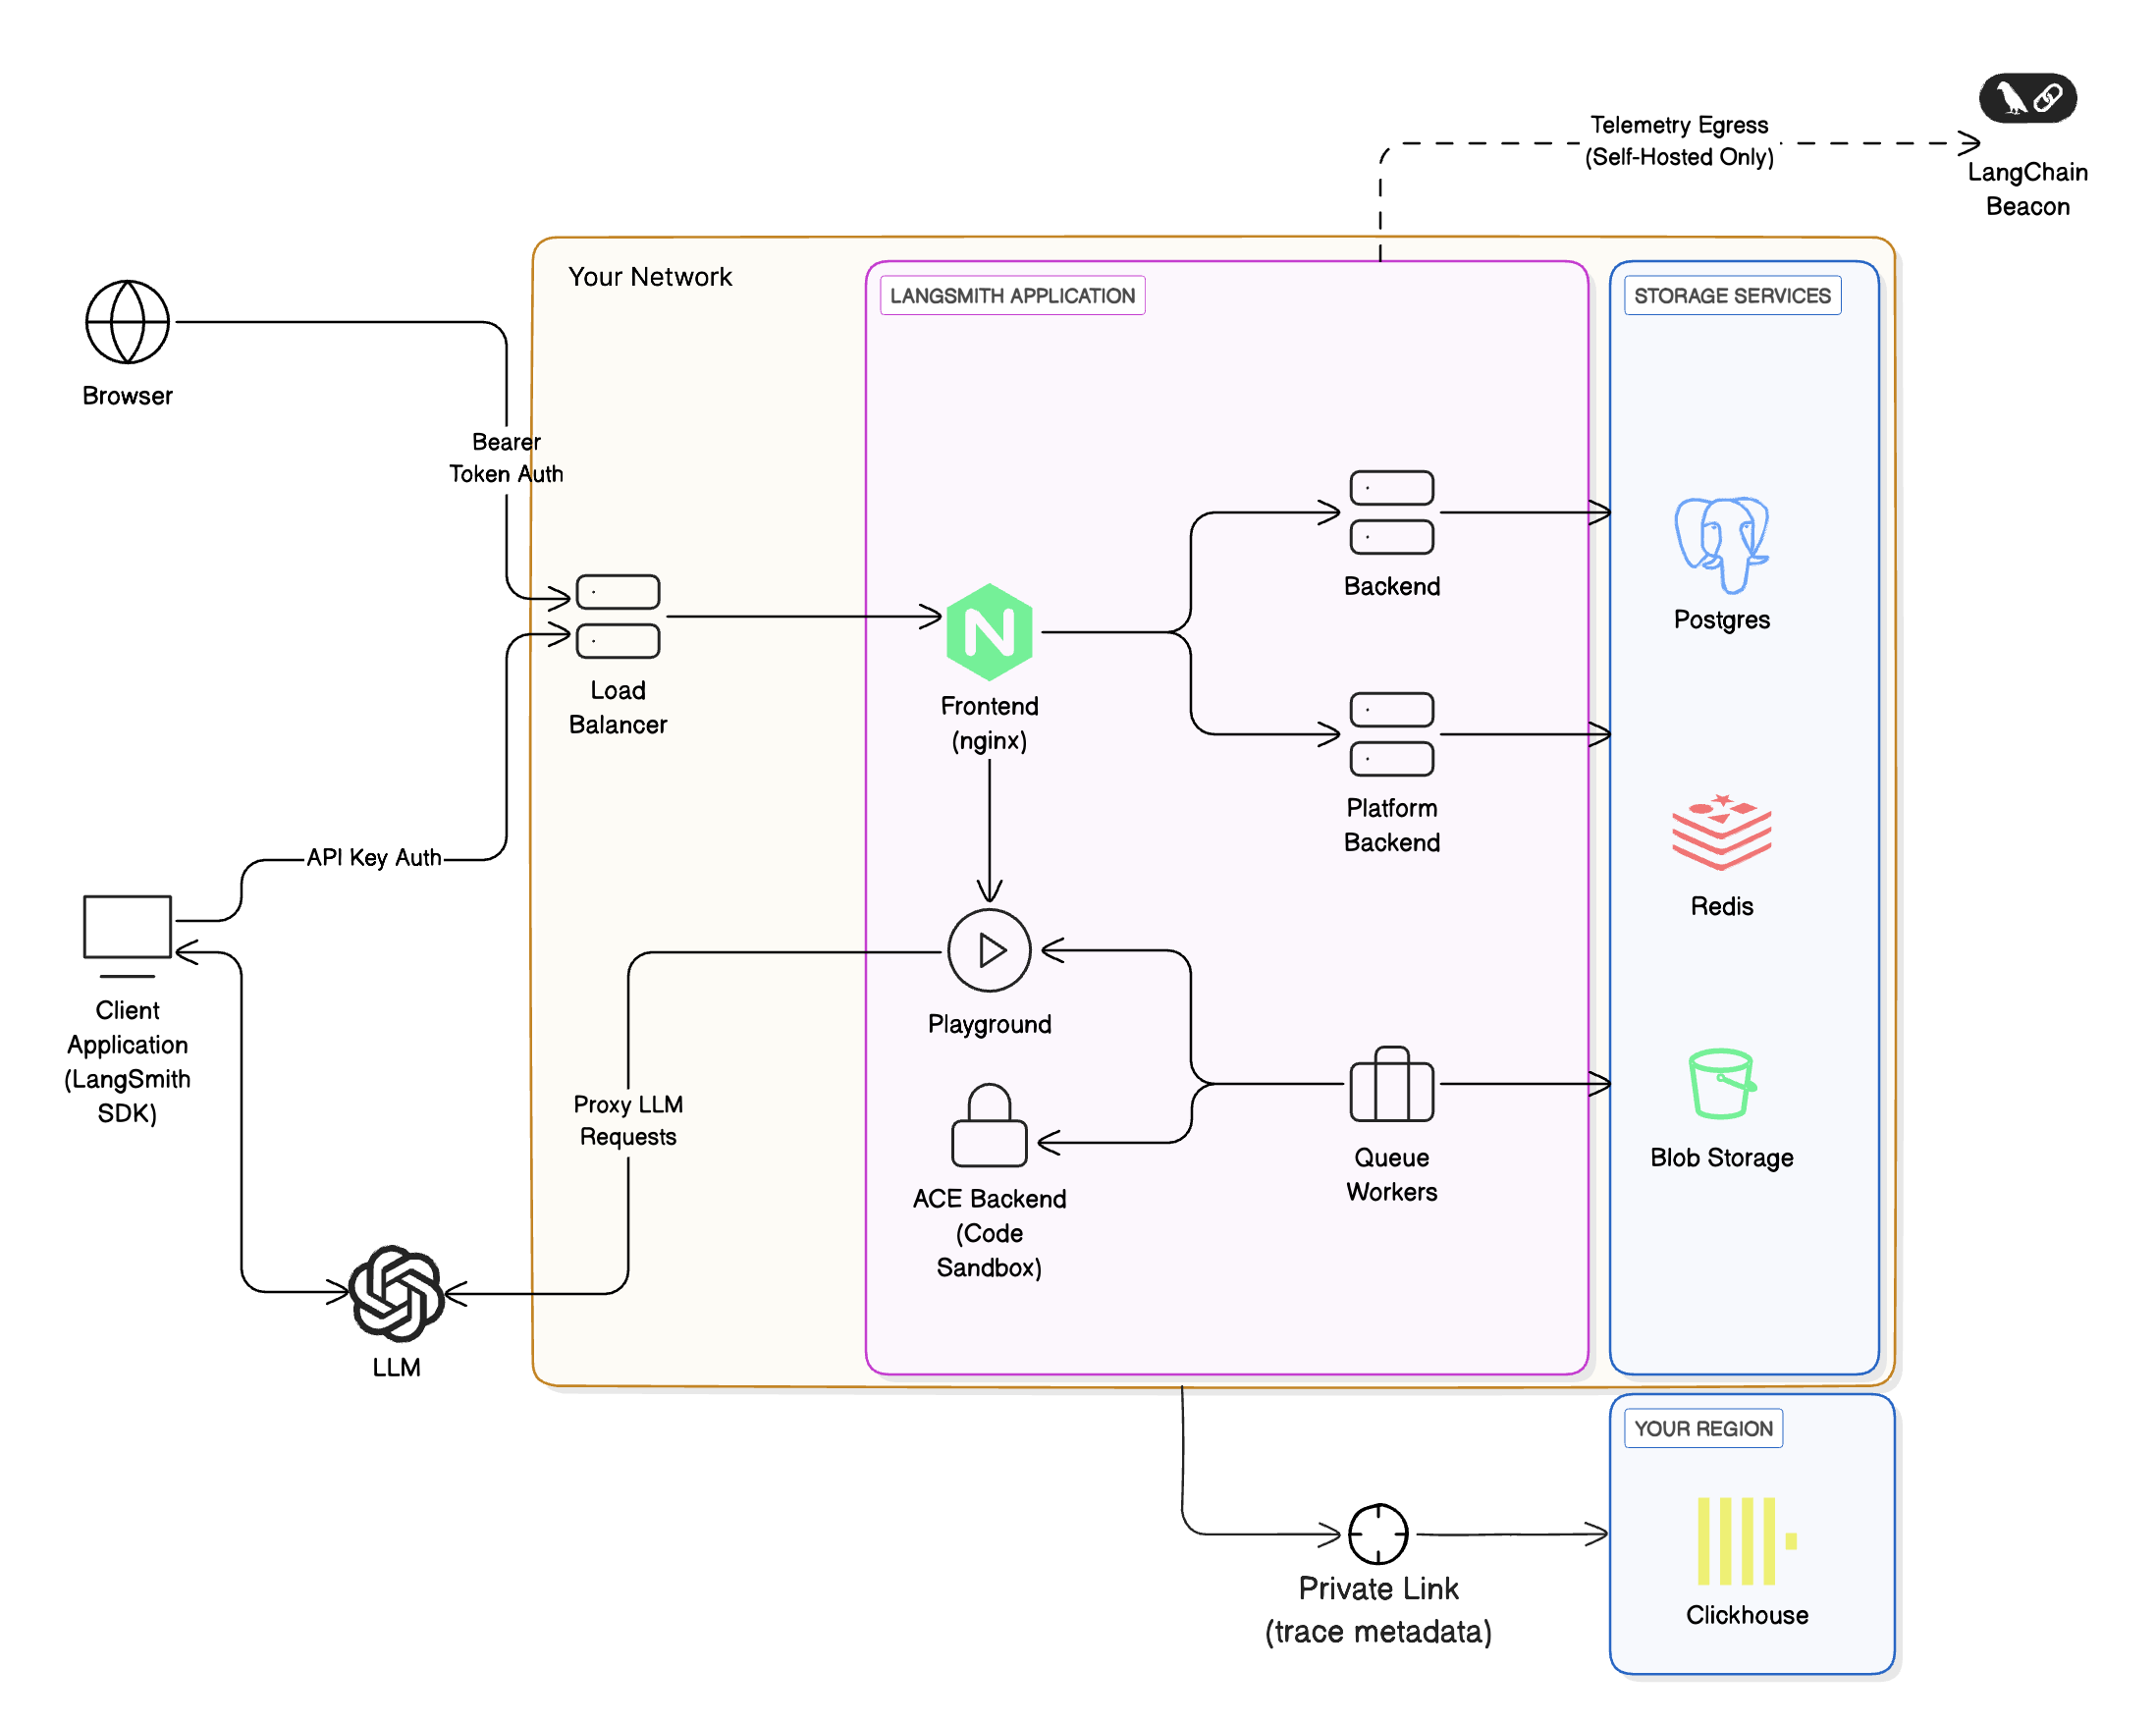 Telemetry Egress
(Self-Hosted Only)
LangChain
Beacon
Your Network
LANGSMITH APPLICATION
STORAGE SERVICES
Browser
Bearer
Token Auth
Load
Balancer
Frontend
(nginx)
Backend
Platform
Backend
Postgres
Redis
API Key Auth
Client
Application
(LangSmith
SDK)
Playground
Proxy LLM
Requests
ACE Backend
(Code
Sandbox)
Queue
Workers
Blob Storage
LLM
YOUR REGION
Private Link
(trace metadata)
Clickhouse